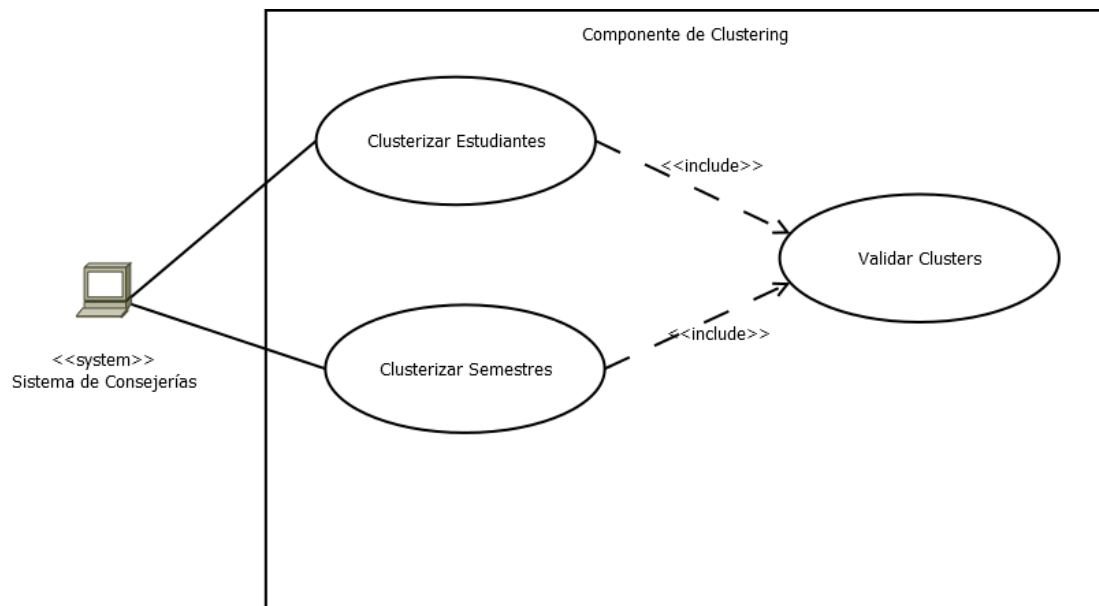 Componente de Clustering
Clusterizar Estudiantes
<<include>>
Validar Clusters
<<include>>
<<system>>
Sistema de Consejerías
Clusterizar Semestres